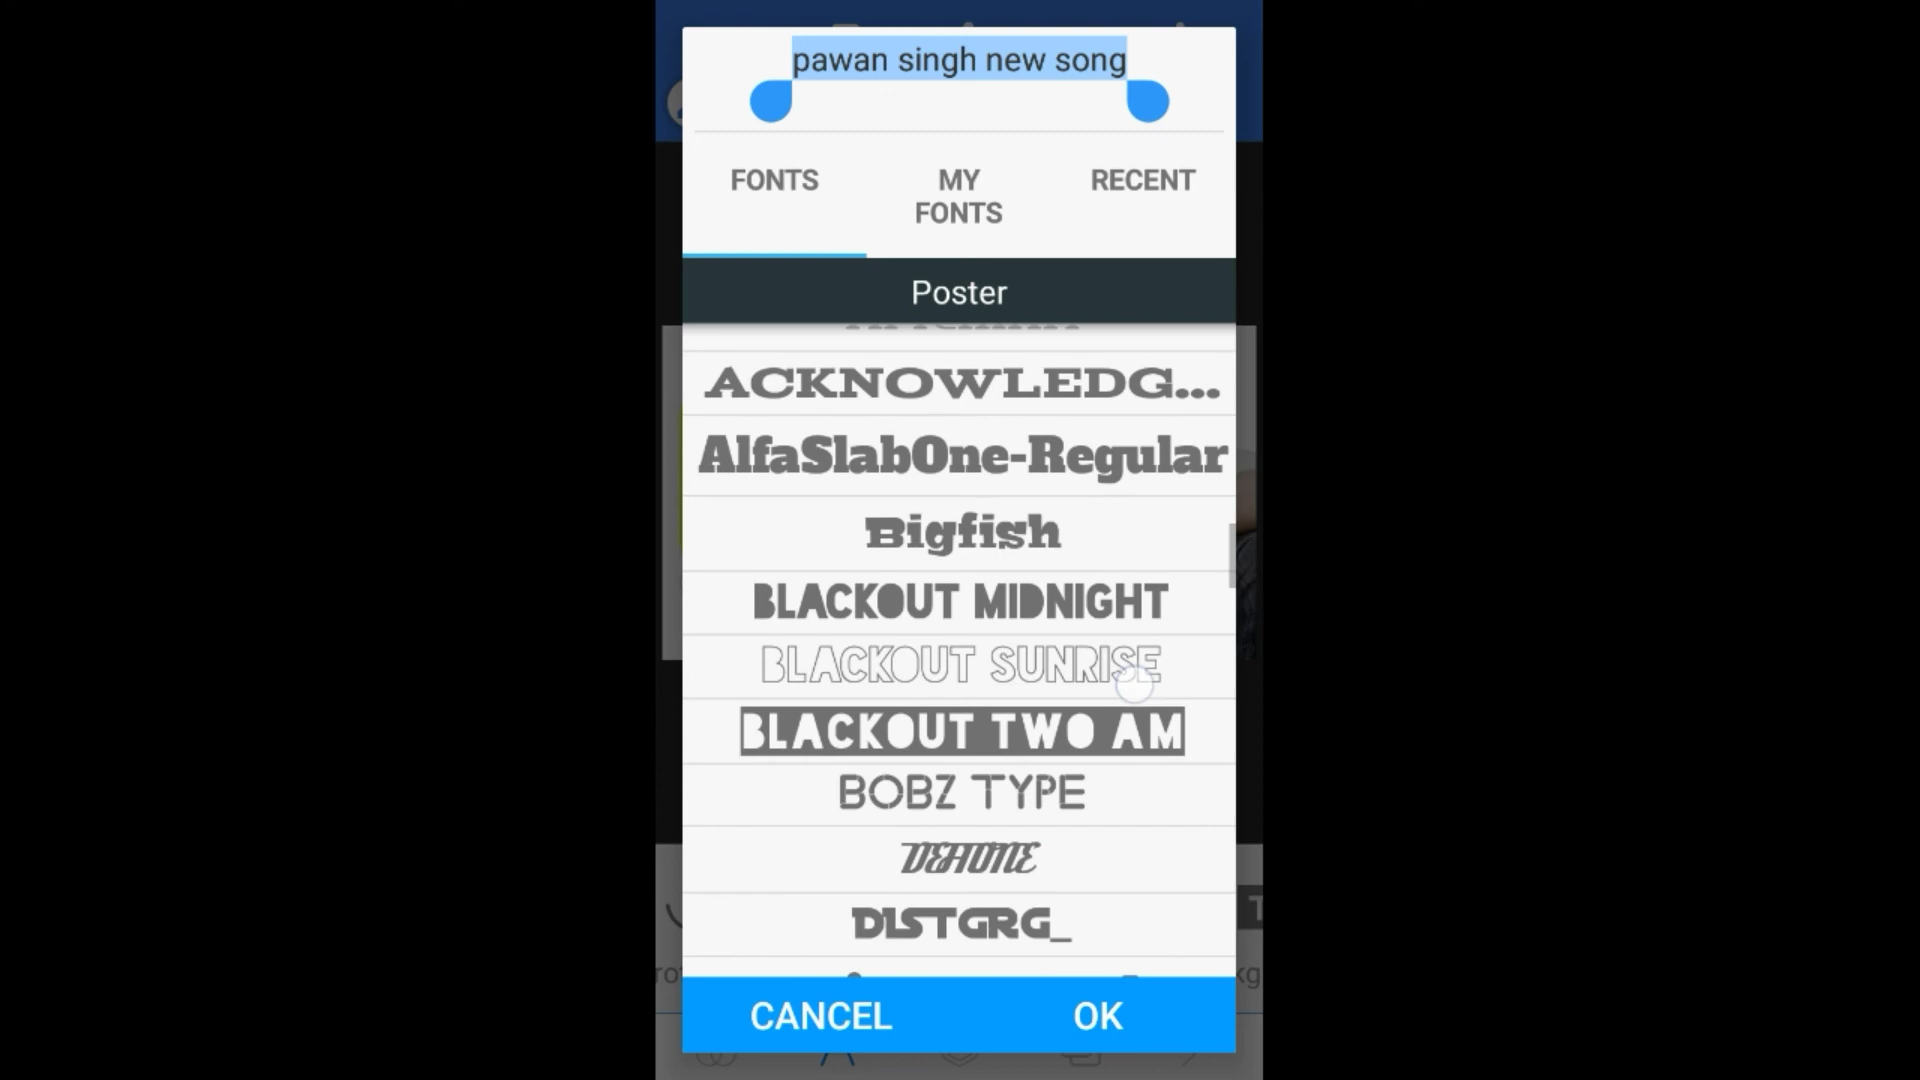 pawan singh new song
FONTS
MY
FONTS
RECENT
Poster
ACKNOWLEDG...
AlfaSlabOne-Regular
Bigfish
BLACKOUT MIDNIGHT
BLACKOUT SUNRISE
BLACKOUT TWO AM
BOBZ TYPE
DEFTONE
DISTGRG_
CANCEL
OK